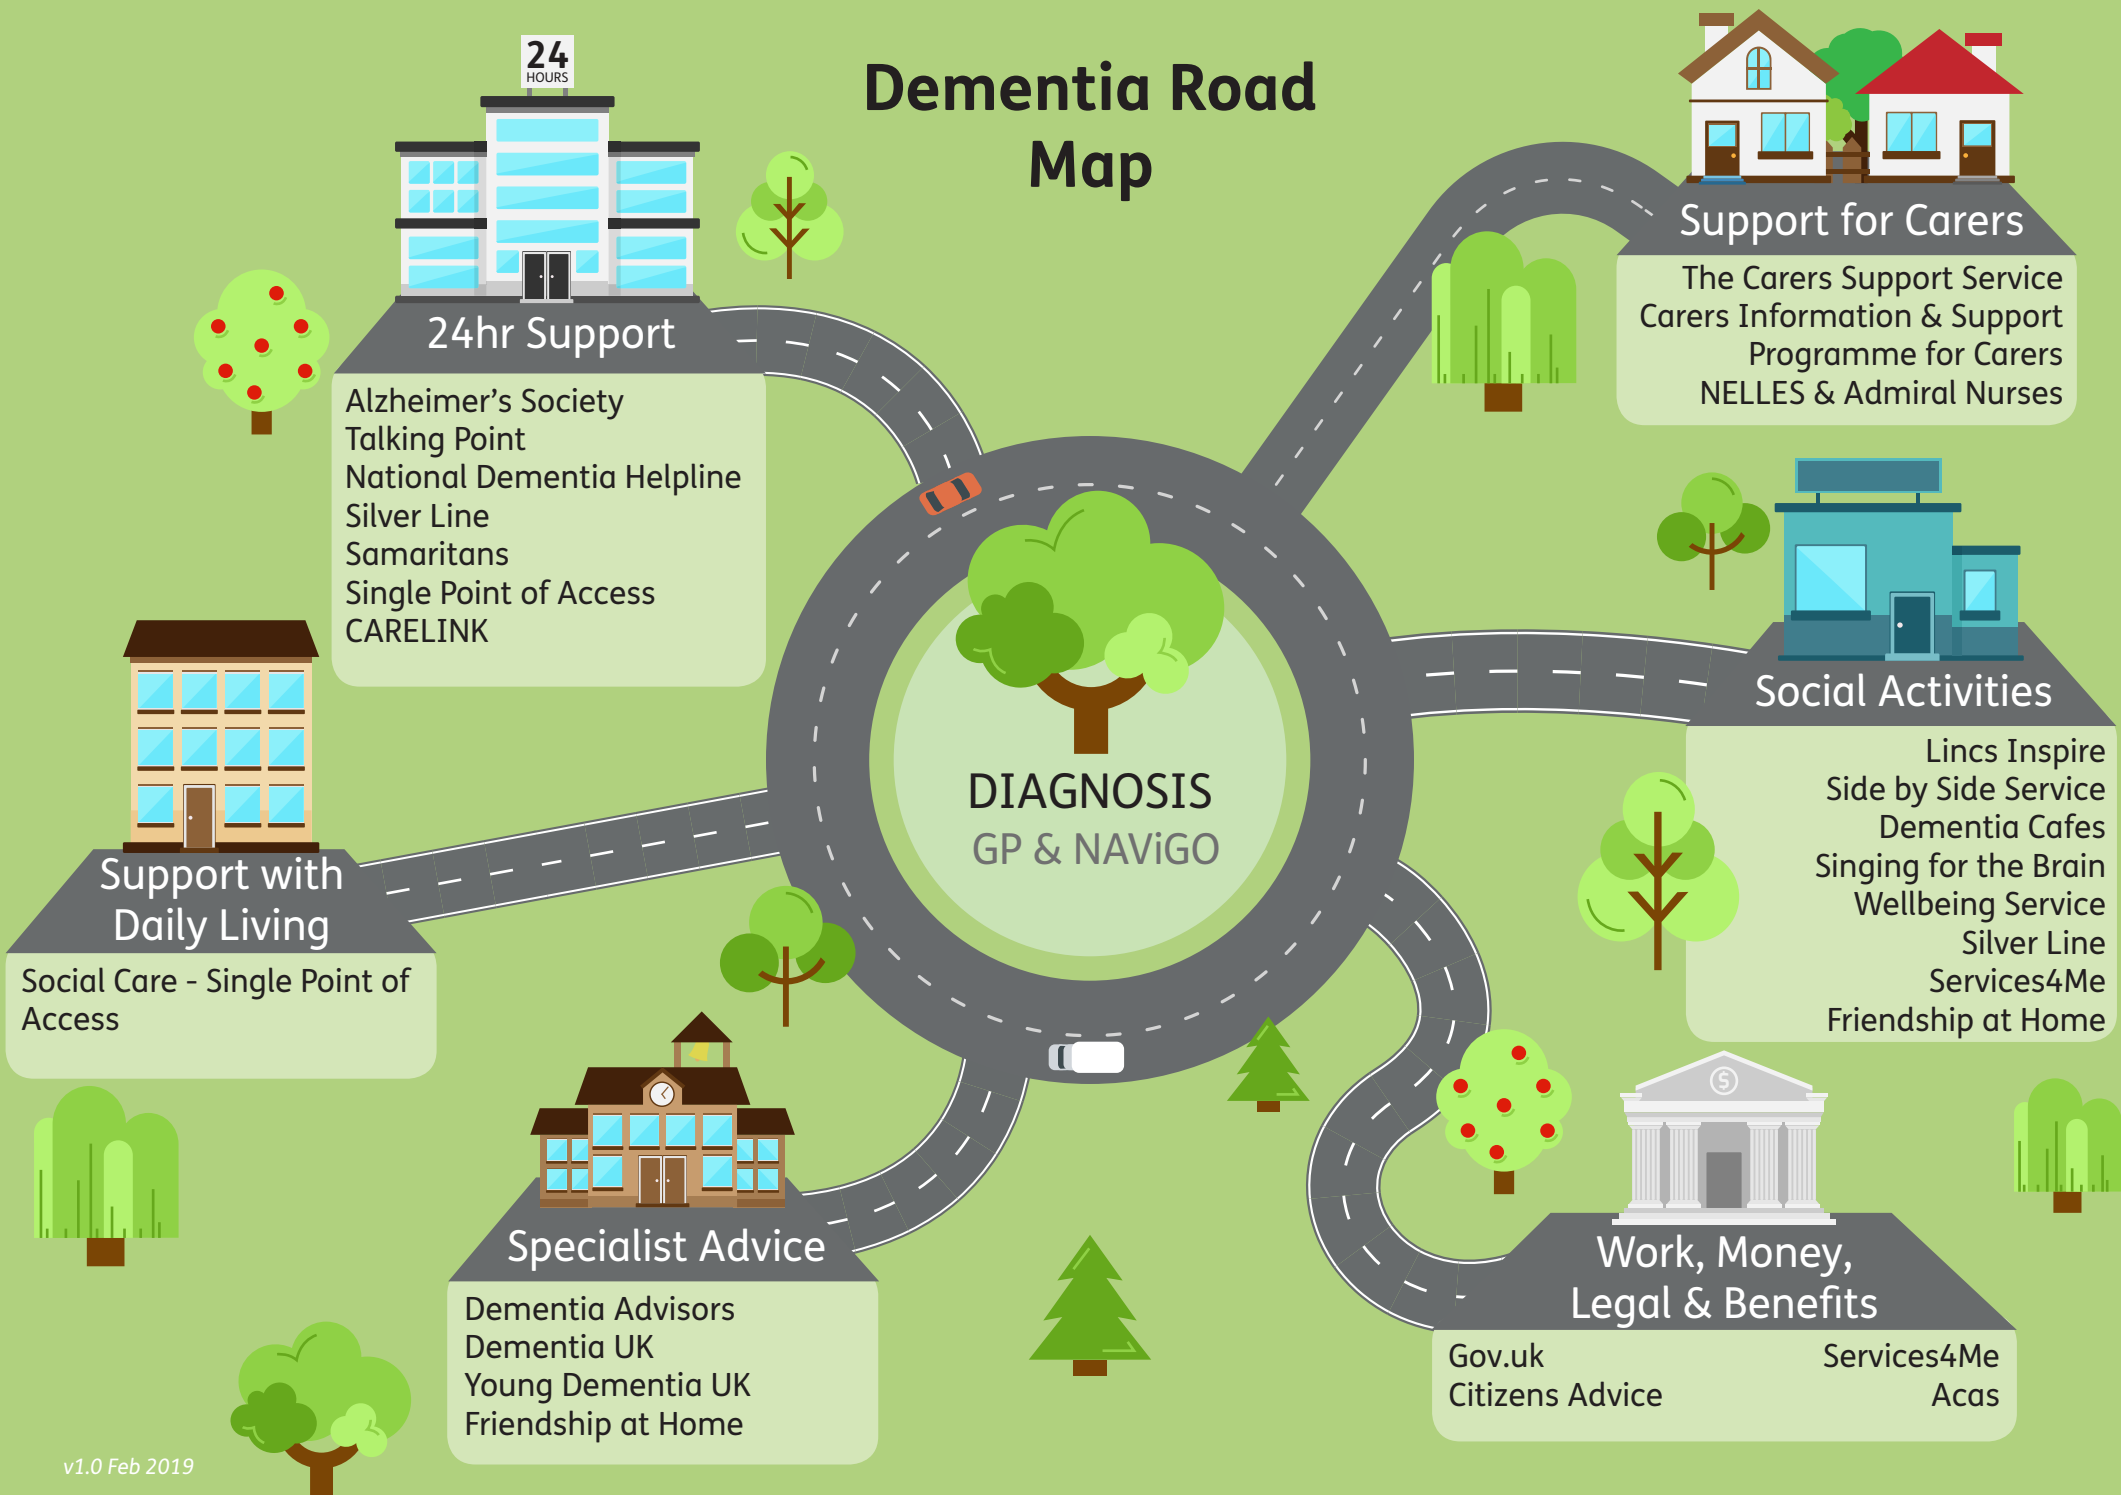 Dementia Road
Map
24
HOURS
24hr Support
Alzheimer’s Society
Talking Point
National Dementia Helpline
Silver Line
Samaritans
Single Point of Access
CARELINK
Support for Carers
The Carers Support Service
Carers Information & Support
Programme for Carers
NELLES & Admiral Nurses
Social Activities
Lincs Inspire
Side by Side Service
Dementia Cafes
Singing for the Brain
Wellbeing Service
Silver Line
Services4Me
Friendship at Home
DIAGNOSIS
GP & NAViGO
Support with
Daily Living
Social Care - Single Point of
Access
Specialist Advice
Dementia Advisors
Dementia UK
Young Dementia UK
Friendship at Home
$
Work, Money,
Legal & Benefits
Gov.uk Services4Me
Citizens Advice Acas
v1.0 Feb 2019